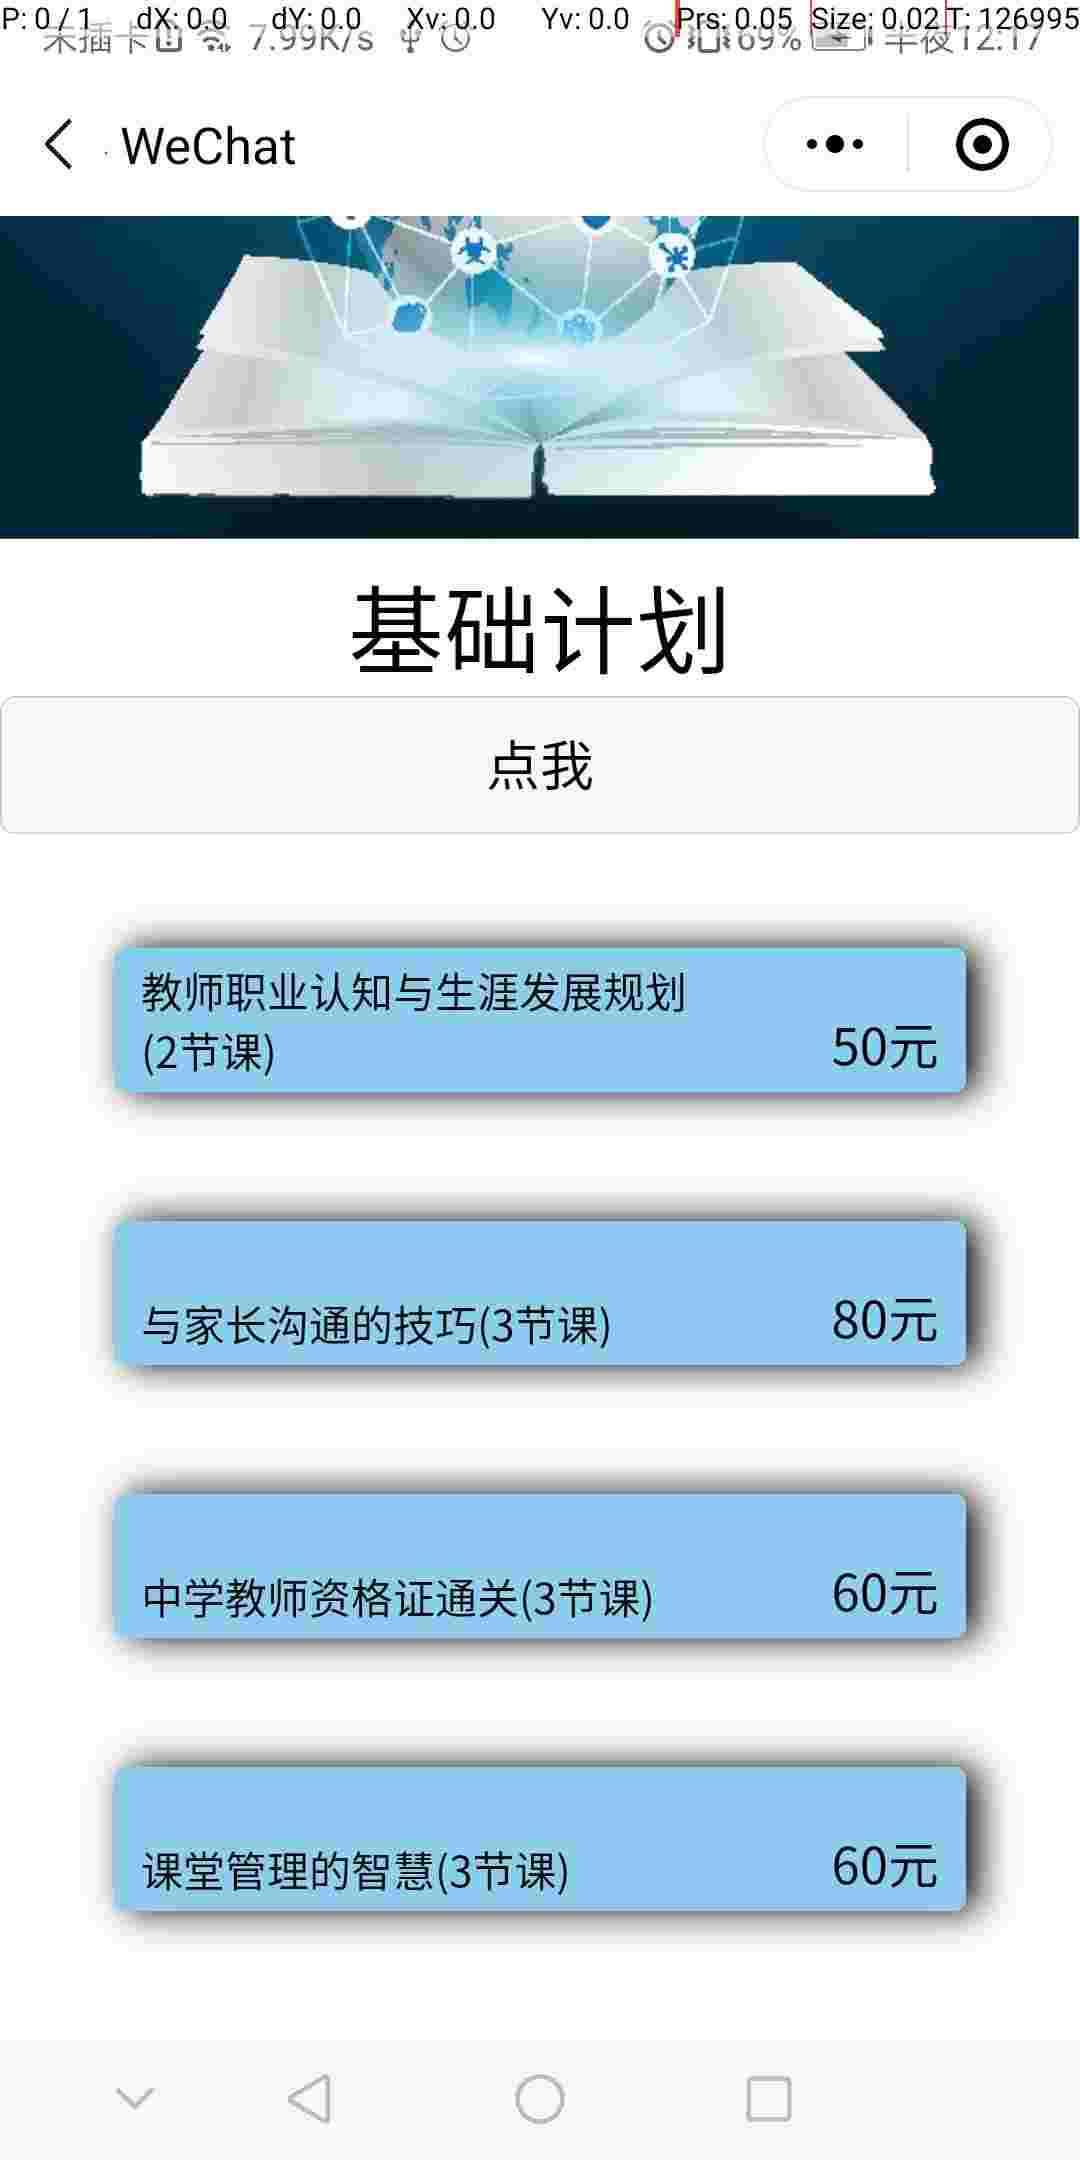 P: 0 / 1 dX: 0.0 dY: 0.0 Xv: 0.0 Yv: 0.0 Prs: 0.05 Size: 0.02 T: 126995
未插卡 7.99K/s 69% 半夜12:17
WeChat
基础计划
点我
教师职业认知与生涯发展规划
(2节课)
50元
与家长沟通的技巧(3节课)
80元
中学教师资格证通关(3节课)
60元
课堂管理的智慧(3节课)
60元